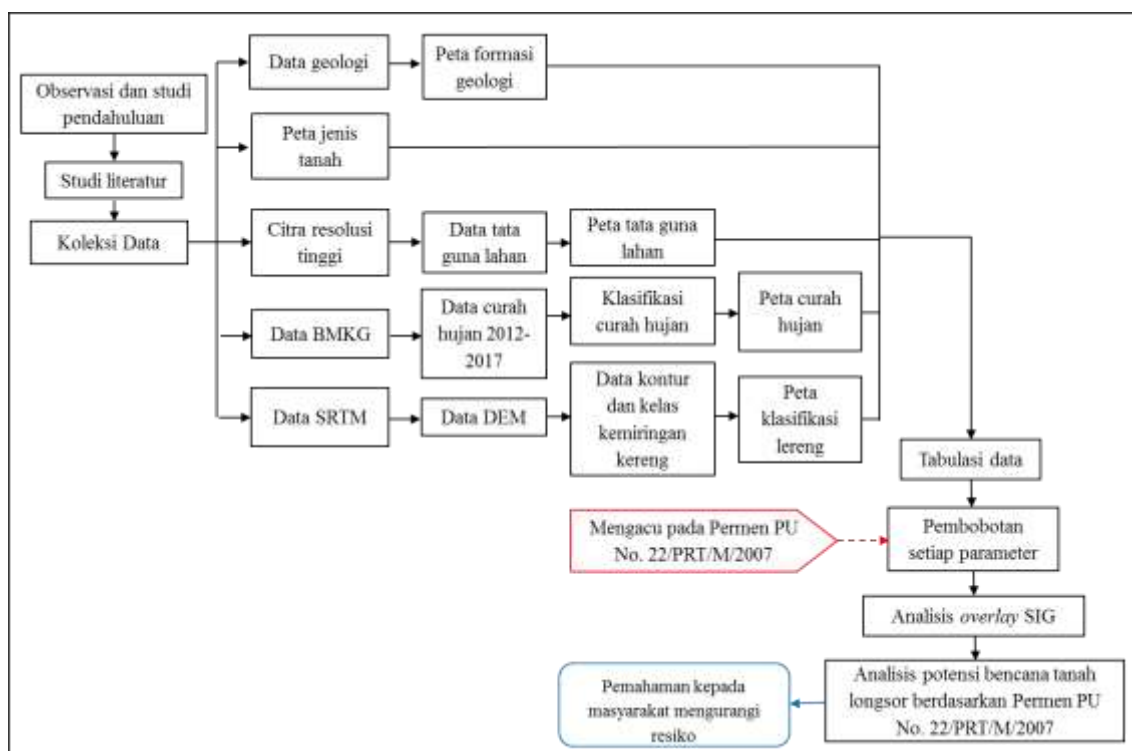 Observasi dan studi
pendahuluan
Studi literatur
Koleksi Data
Data geologi
Peta formasi
geologi
Peta jenis
tanah
Citra resolusi
tinggi
Data tata
guna lahan
Peta tata guna
lahan
Data BMKG
Data curah
hujan 2012-
2017
Klasifikasi
curah hujan
Peta curah
hujan
Data SRTM
Data DEM
Data kontur
dan kelas
kemiringan
kereng
Peta
klasifikasi
lereng
Tabulasi data
Mengacu pada Permen PU
No. 22/PRT/M/2007
Pembobotan
setiap parameter
Analisis overlay SIG
Analisis potensi bencana tanah
longsor berdasarkan Permen PU
No. 22/PRT/M/2007
Pemahaman kepada
masyarakat mengurangi
resiko